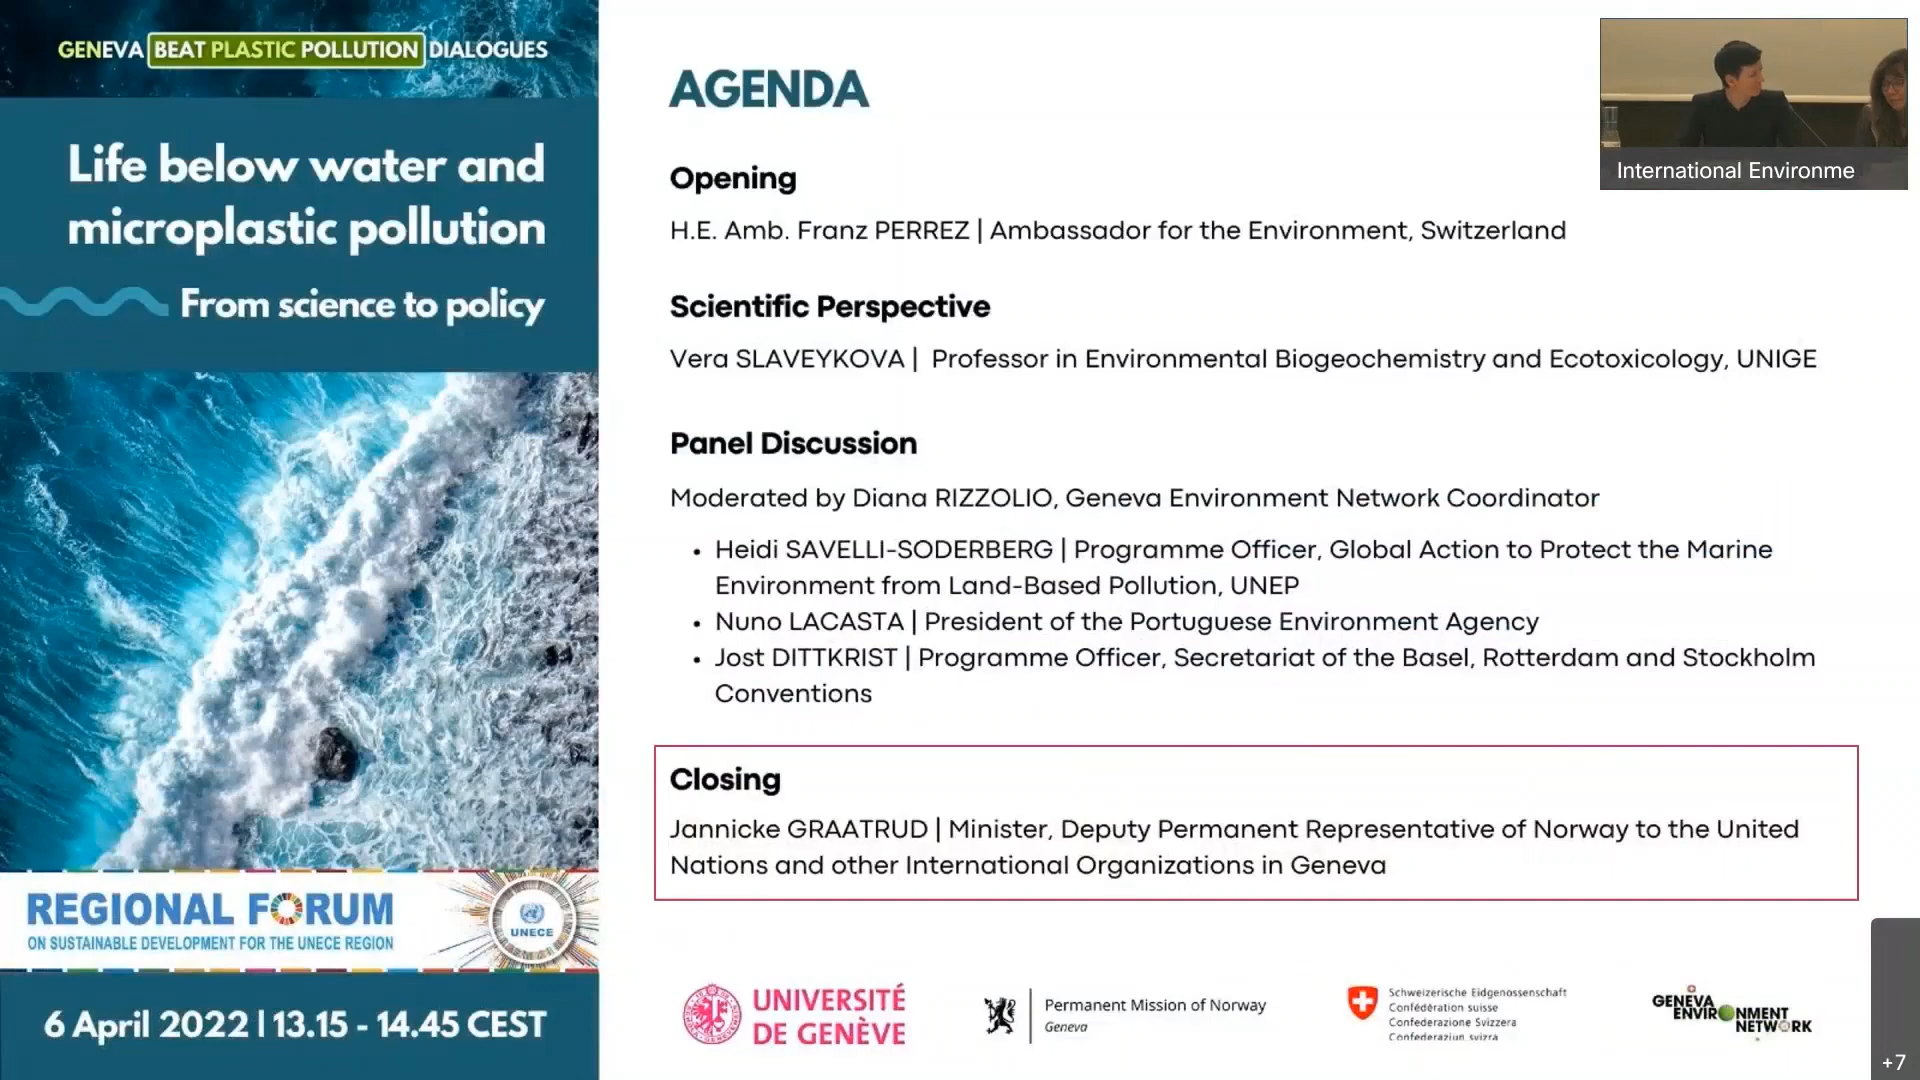 GENEVA BEAT PLASTIC POLLUTION DIALOGUES
Life below water and
microplastic pollution
From science to policy
REGIONAL FORUM
ON SUSTAINABLE DEVELOPMENT FOR THE UNECE REGION
UNECE
6 April 2022 | 13.15 - 14.45 CEST
AGENDA
Opening
H.E. Amb. Franz PERREZ | Ambassador for the Environment, Switzerland
Scientific Perspective
Vera SLAVEYKOVA | Professor in Environmental Biogeochemistry and Ecotoxicology, UNIGE
Panel Discussion
Moderated by Diana RIZZOLIO, Geneva Environment Network Coordinator
• Heidi SAVELLI-SODERBERG | Programme Officer, Global Action to Protect the Marine
Environment from Land-Based Pollution, UNEP
• Nuno LACASTA | President of the Portuguese Environment Agency
• Jost DITTKRIST | Programme Officer, Secretariat of the Basel, Rotterdam and Stockholm
Conventions
Closing
Jannicke GRAATRUD | Minister, Deputy Permanent Representative of Norway to the United
Nations and other International Organizations in Geneva
UNIVERSITÉ
DE GENÈVE
Permanent Mission of Norway
Geneva
Schweizerische Eidgenossenschaft
Confédération suisse
Confederazione Svizzera
Confederaziun svizra
GENEVA
ENVIRONMENT
NETWORK
International Environme
+7